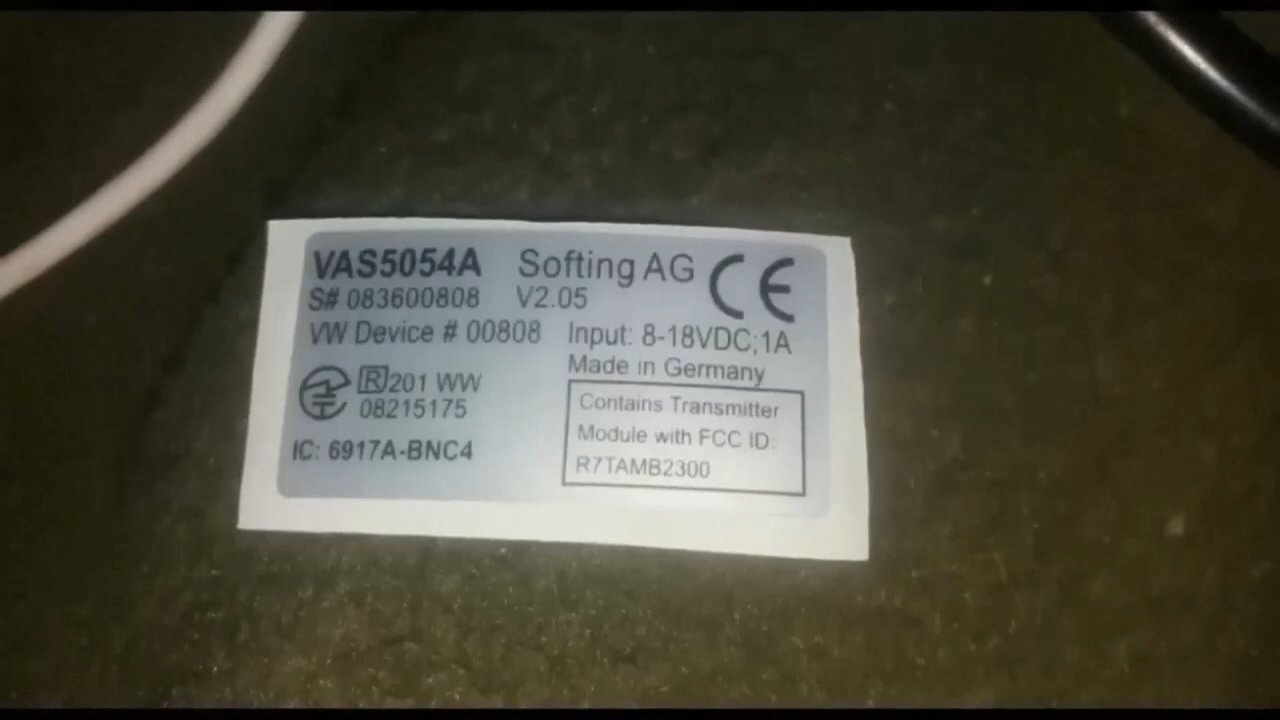 VAS5054A Softing AG CE
S# 083600808 V2.05
VW Device # 00808 Input: 8-18VDC;1A
Made in Germany
R 201 WW
08215175
IC: 6917A-BNC4
Contains Transmitter
Module with FCC ID:
R7TAMB2300